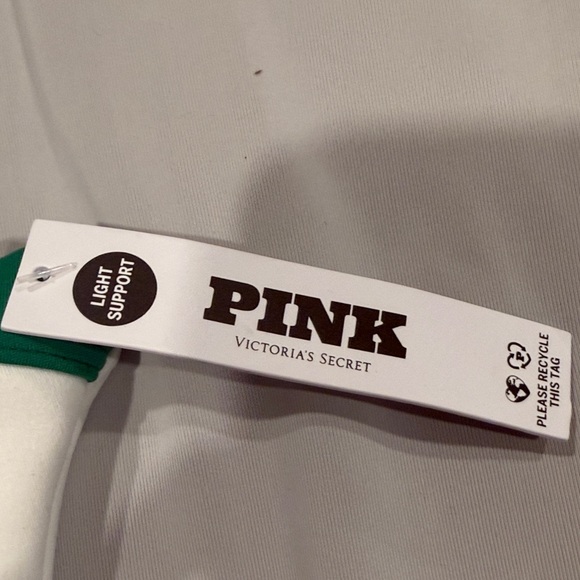 LIGHT
SUPPORT
PINK
VICTORIA'S SECRET
PLEASE RECYCLE
THIS TAG